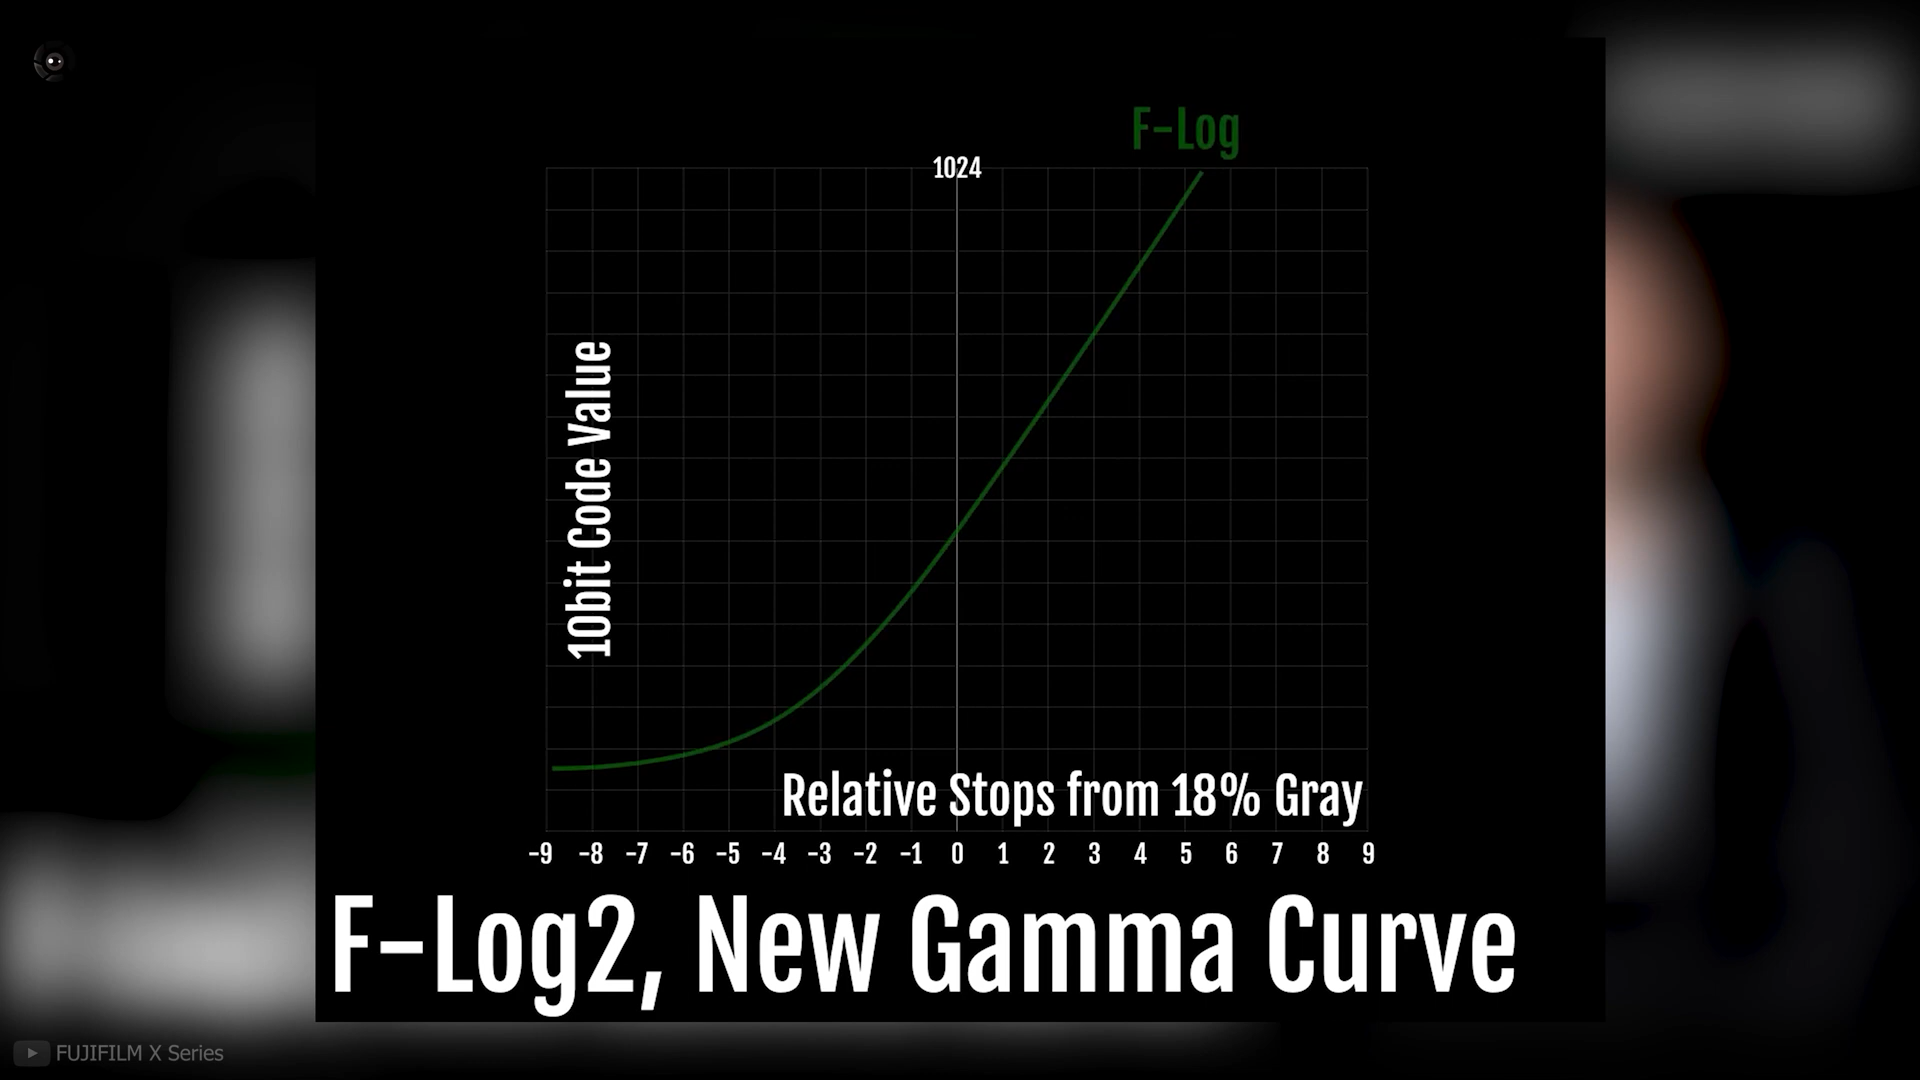 F-Log
1024
10bit Code Value
Relative Stops from 18% Gray
-9 -8 -7 -6 -5 -4 -3 -2 -1 0 1 2 3 4 5 6 7 8 9
F-Log2, New Gamma Curve
FUJIFILM X Series